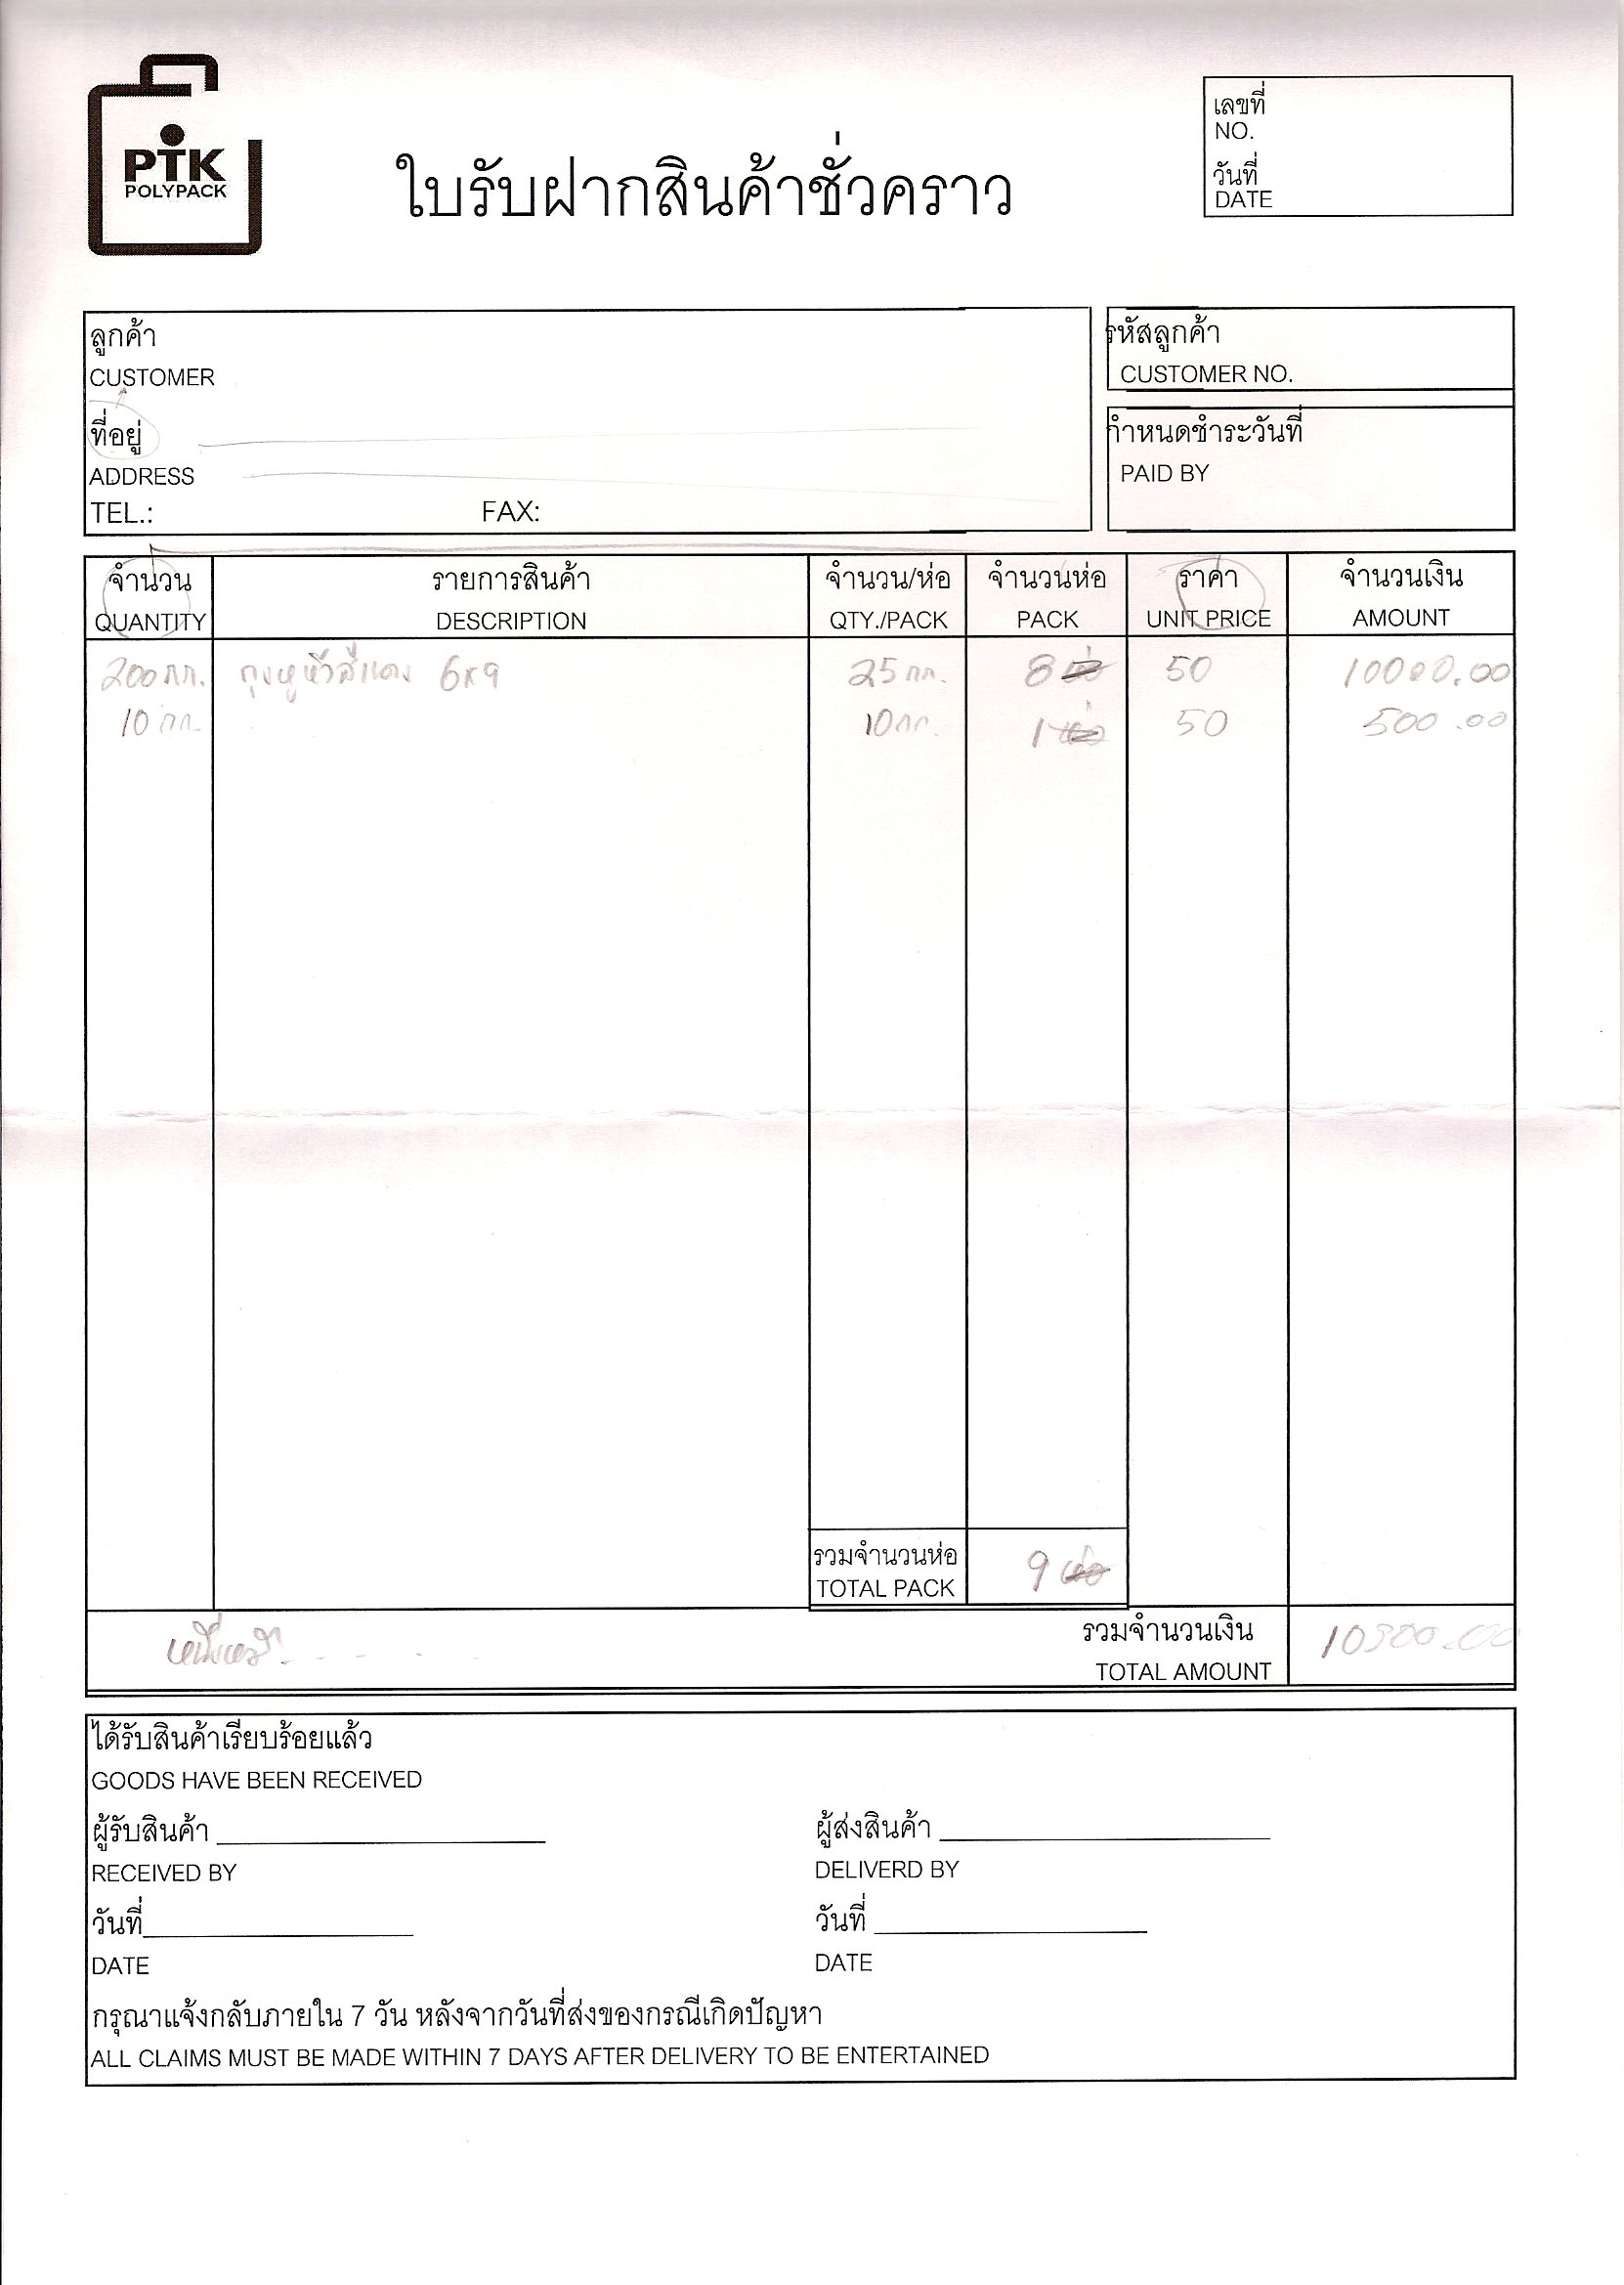 PTK
POLYPACK
ใบรับฝากสินค้าชั่วคราว
เลขที่
NO.
วันที่
DATE
ลูกค้า
CUSTOMER
ที่อยู่
ADDRESS
TEL.: FAX:
รหัสลูกค้า
CUSTOMER NO.
กำหนดชำระวันที่
PAID BY
จำนวน รายการสินค้า จำนวน/ห่อ จำนวนห่อ ราคา จำนวนเงิน
QUANTITY DESCRIPTION QTY./PACK PACK UNIT PRICE AMOUNT
200 กก. ถุงหูหิ้วสีแดง 6x9 25 กก. 8 ห่อ 50 10000.00
10 กก. 10 กก. 1 ห่อ 50 500.00
รวมจำนวนห่อ 9 ห่อ
TOTAL PACK
รวมจำนวนเงิน 10500.00
TOTAL AMOUNT
ได้รับสินค้าเรียบร้อยแล้ว
GOODS HAVE BEEN RECEIVED
ผู้รับสินค้า ผู้ส่งสินค้า
RECEIVED BY DELIVERD BY
วันที่ วันที่
DATE DATE
กรุณาแจ้งกลับภายใน 7 วัน หลังจากวันที่ส่งของกรณีเกิดปัญหา
ALL CLAIMS MUST BE MADE WITHIN 7 DAYS AFTER DELIVERY TO BE ENTERTAINED